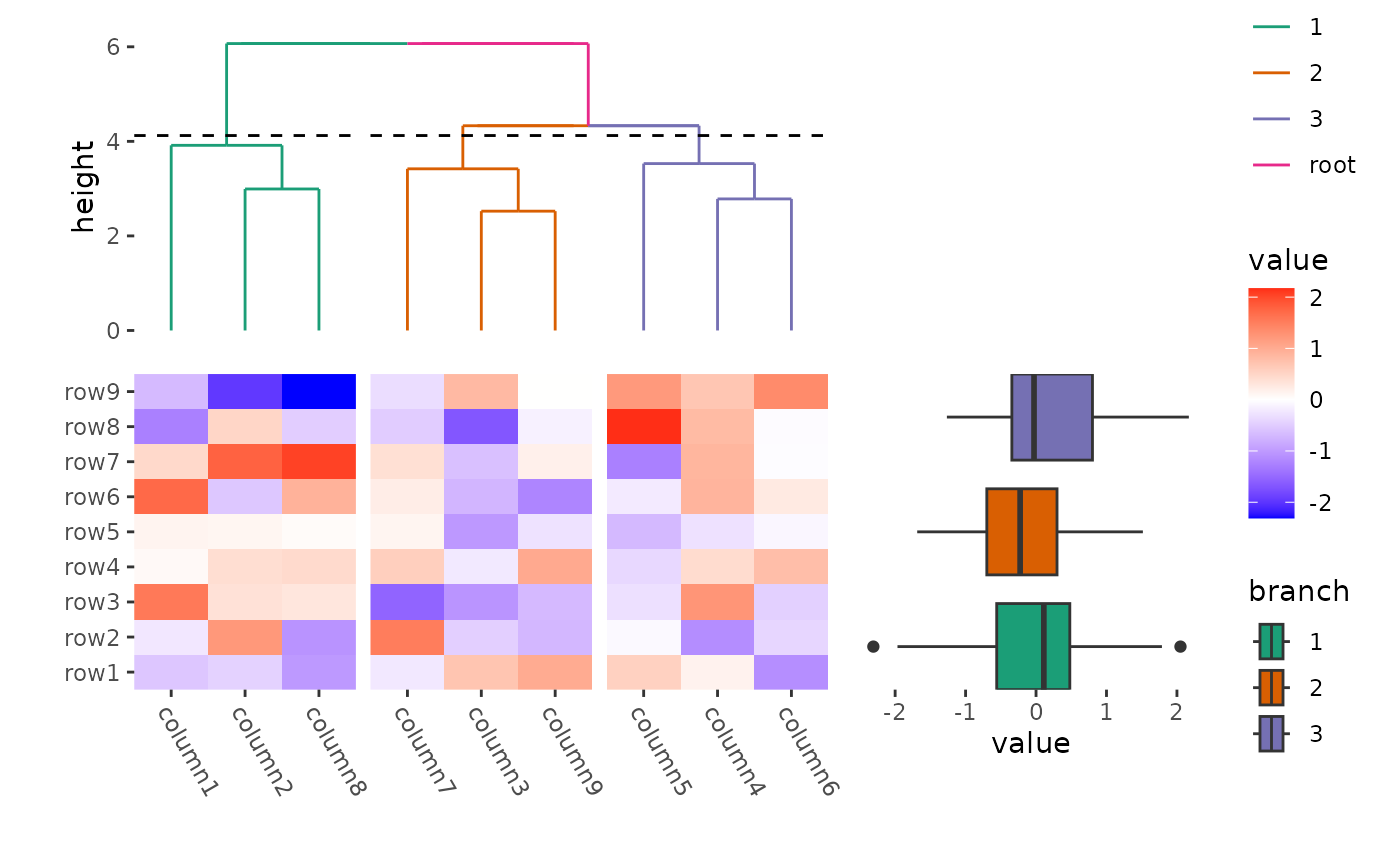 height
6
4
2
0
1
2
3
root
value
2
1
0
-1
-2
row9
row8
row7
row6
row5
row4
row3
row2
row1
column1
column2
column8
column7
column3
column9
column5
column4
column6
-2
-1
0
1
2
value
branch
1
2
3